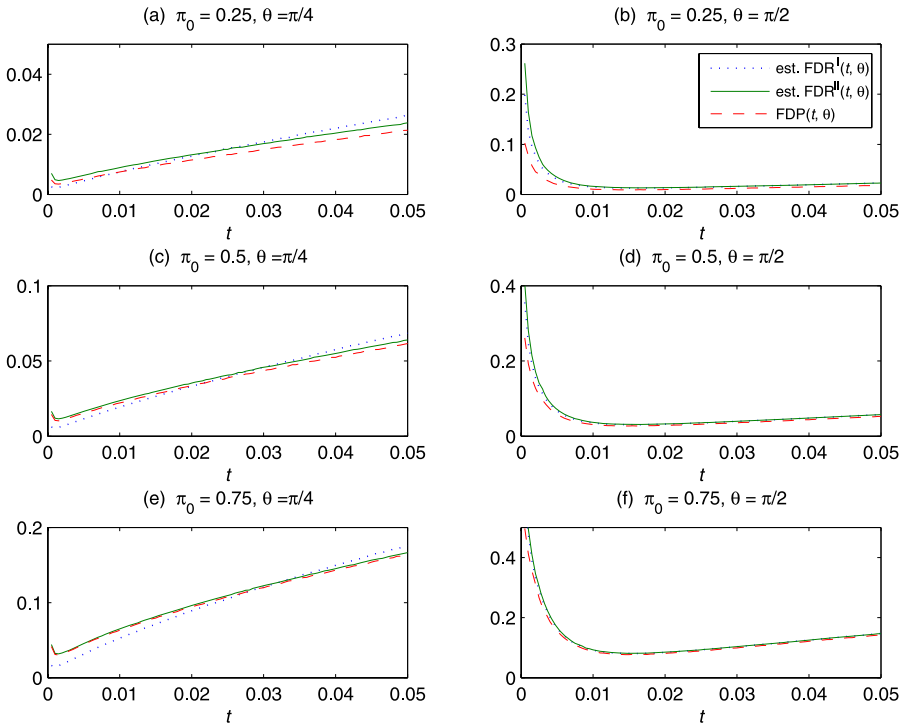 (a) π0 = 0.25, θ =π/4
0.04
0.02
0
0 0.01 0.02 0.03 0.04 0.05
t
(b) π0 = 0.25, θ =π/2
0.3
0.2
0.1
0
est. FDR^I(t, θ)
est. FDR^II(t, θ)
FDP(t, θ)
0 0.01 0.02 0.03 0.04 0.05
t
(c) π0 = 0.5, θ =π/4
0.1
0.05
0
0 0.01 0.02 0.03 0.04 0.05
t
(d) π0 = 0.5, θ = π/2
0.4
0.2
0
0 0.01 0.02 0.03 0.04 0.05
t
(e) π0 = 0.75, θ =π/4
0.2
0.1
0
0 0.01 0.02 0.03 0.04 0.05
t
(f) π0 = 0.75, θ = π/2
0.4
0.2
0
0 0.01 0.02 0.03 0.04 0.05
t